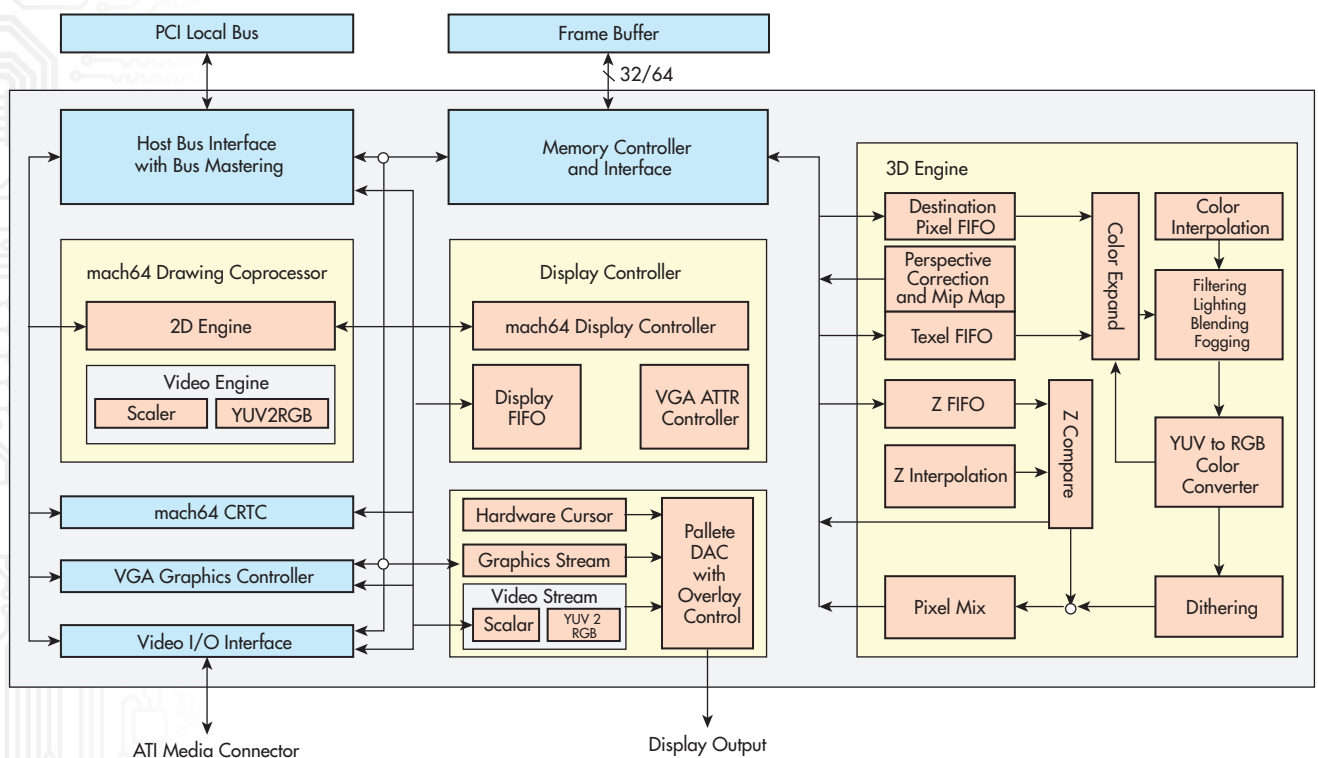 PCI Local Bus
Frame Buffer
32/64
Host Bus Interface
with Bus Mastering
Memory Controller
and Interface
3D Engine
Destination
Pixel FIFO
Perspective
Correction
and Mip Map
Texel FIFO
Color Expand
Color
Interpolation
Filtering
Lighting
Blending
Fogging
Z FIFO
Z Interpolation
Z Compare
YUV to RGB
Color
Converter
Pixel Mix
Dithering
mach64 Drawing Coprocessor
2D Engine
Video Engine
Scaler
YUV2RGB
Display Controller
mach64 Display Controller
Display
FIFO
VGA ATTR
Controller
mach64 CRTC
VGA Graphics Controller
Video I/O Interface
Hardware Cursor
Graphics Stream
Video Stream
Scalar
YUV 2
RGB
Pallete
DAC
with
Overlay
Control
ATI Media Connector
Display Output